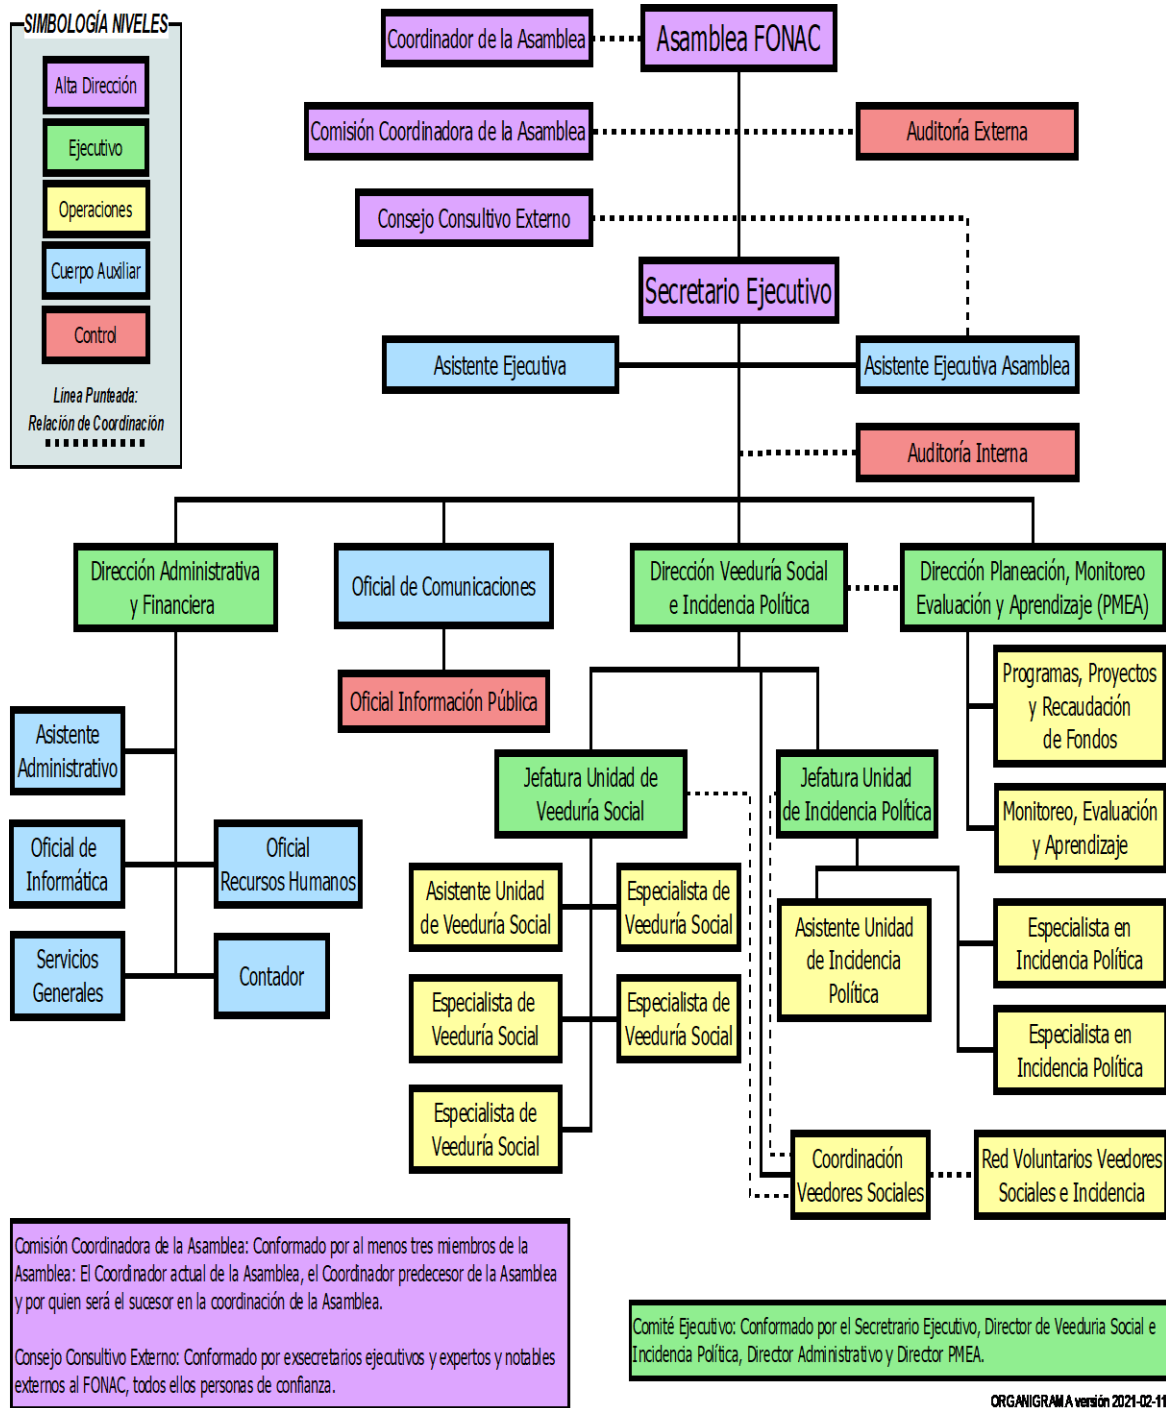 SIMBOLOGÍA NIVELES
Alta Dirección
Ejecutivo
Operaciones
Cuerpo Auxiliar
Control
Línea Punteada:
Relación de Coordinación
Coordinador de la Asamblea
Asamblea FONAC
Comisión Coordinadora de la Asamblea
Auditoría Externa
Consejo Consultivo Externo
Secretario Ejecutivo
Asistente Ejecutiva
Asistente Ejecutiva Asamblea
Auditoría Interna
Dirección Administrativa
y Financiera
Oficial de Comunicaciones
Dirección Veeduría Social
e Incidencia Política
Dirección Planeación, Monitoreo
Evaluación y Aprendizaje (PMEA)
Oficial Información Pública
Programas, Proyectos
y Recaudación
de Fondos
Asistente
Administrativo
Jefatura Unidad de
Veeduría Social
Jefatura Unidad
de Incidencia Política
Monitoreo, Evaluación
y Aprendizaje
Oficial de
Informática
Oficial
Recursos Humanos
Asistente Unidad
de Veeduría Social
Especialista de
Veeduría Social
Asistente Unidad
de Incidencia
Política
Especialista en
Incidencia Política
Servicios
Generales
Contador
Especialista de
Veeduría Social
Especialista de
Veeduría Social
Especialista en
Incidencia Política
Especialista de
Veeduría Social
Coordinación
Veedores Sociales
Red Voluntarios Veedores
Sociales e Incidencia
Comisión Coordinadora de la Asamblea: Conformado por al menos tres miembros de la
Asamblea: El Coordinador actual de la Asamblea, el Coordinador predecesor de la Asamblea
y por quien será el sucesor en la coordinación de la Asamblea.
Consejo Consultivo Externo: Conformado por exsecretarios ejecutivos y expertos y notables
externos al FONAC, todos ellos personas de confianza.
Comité Ejecutivo: Conformado por el Secretrario Ejecutivo, Director de Veeduria Social e
Incidencia Política, Director Administrativo y Director PMEA.
ORGANIGRAMA versión 2021-02-11